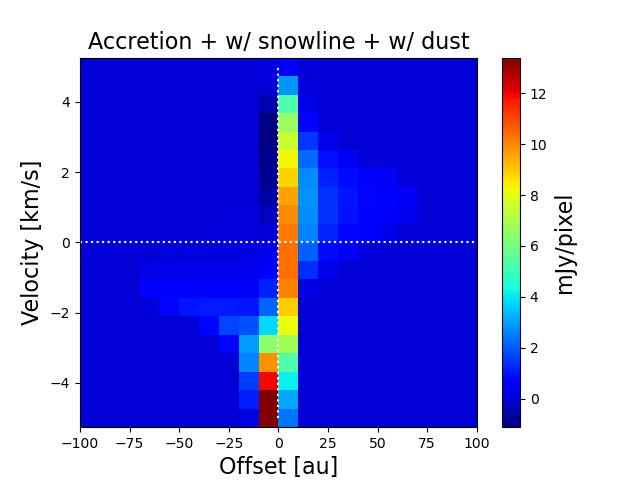 Accretion + w/ snowline + w/ dust
Velocity [km/s]
4
2
0
−2
−4
−100 −75 −50 −25 0 25 50 75 100
Offset [au]
12
10
8
6
4
2
0
mJy/pixel